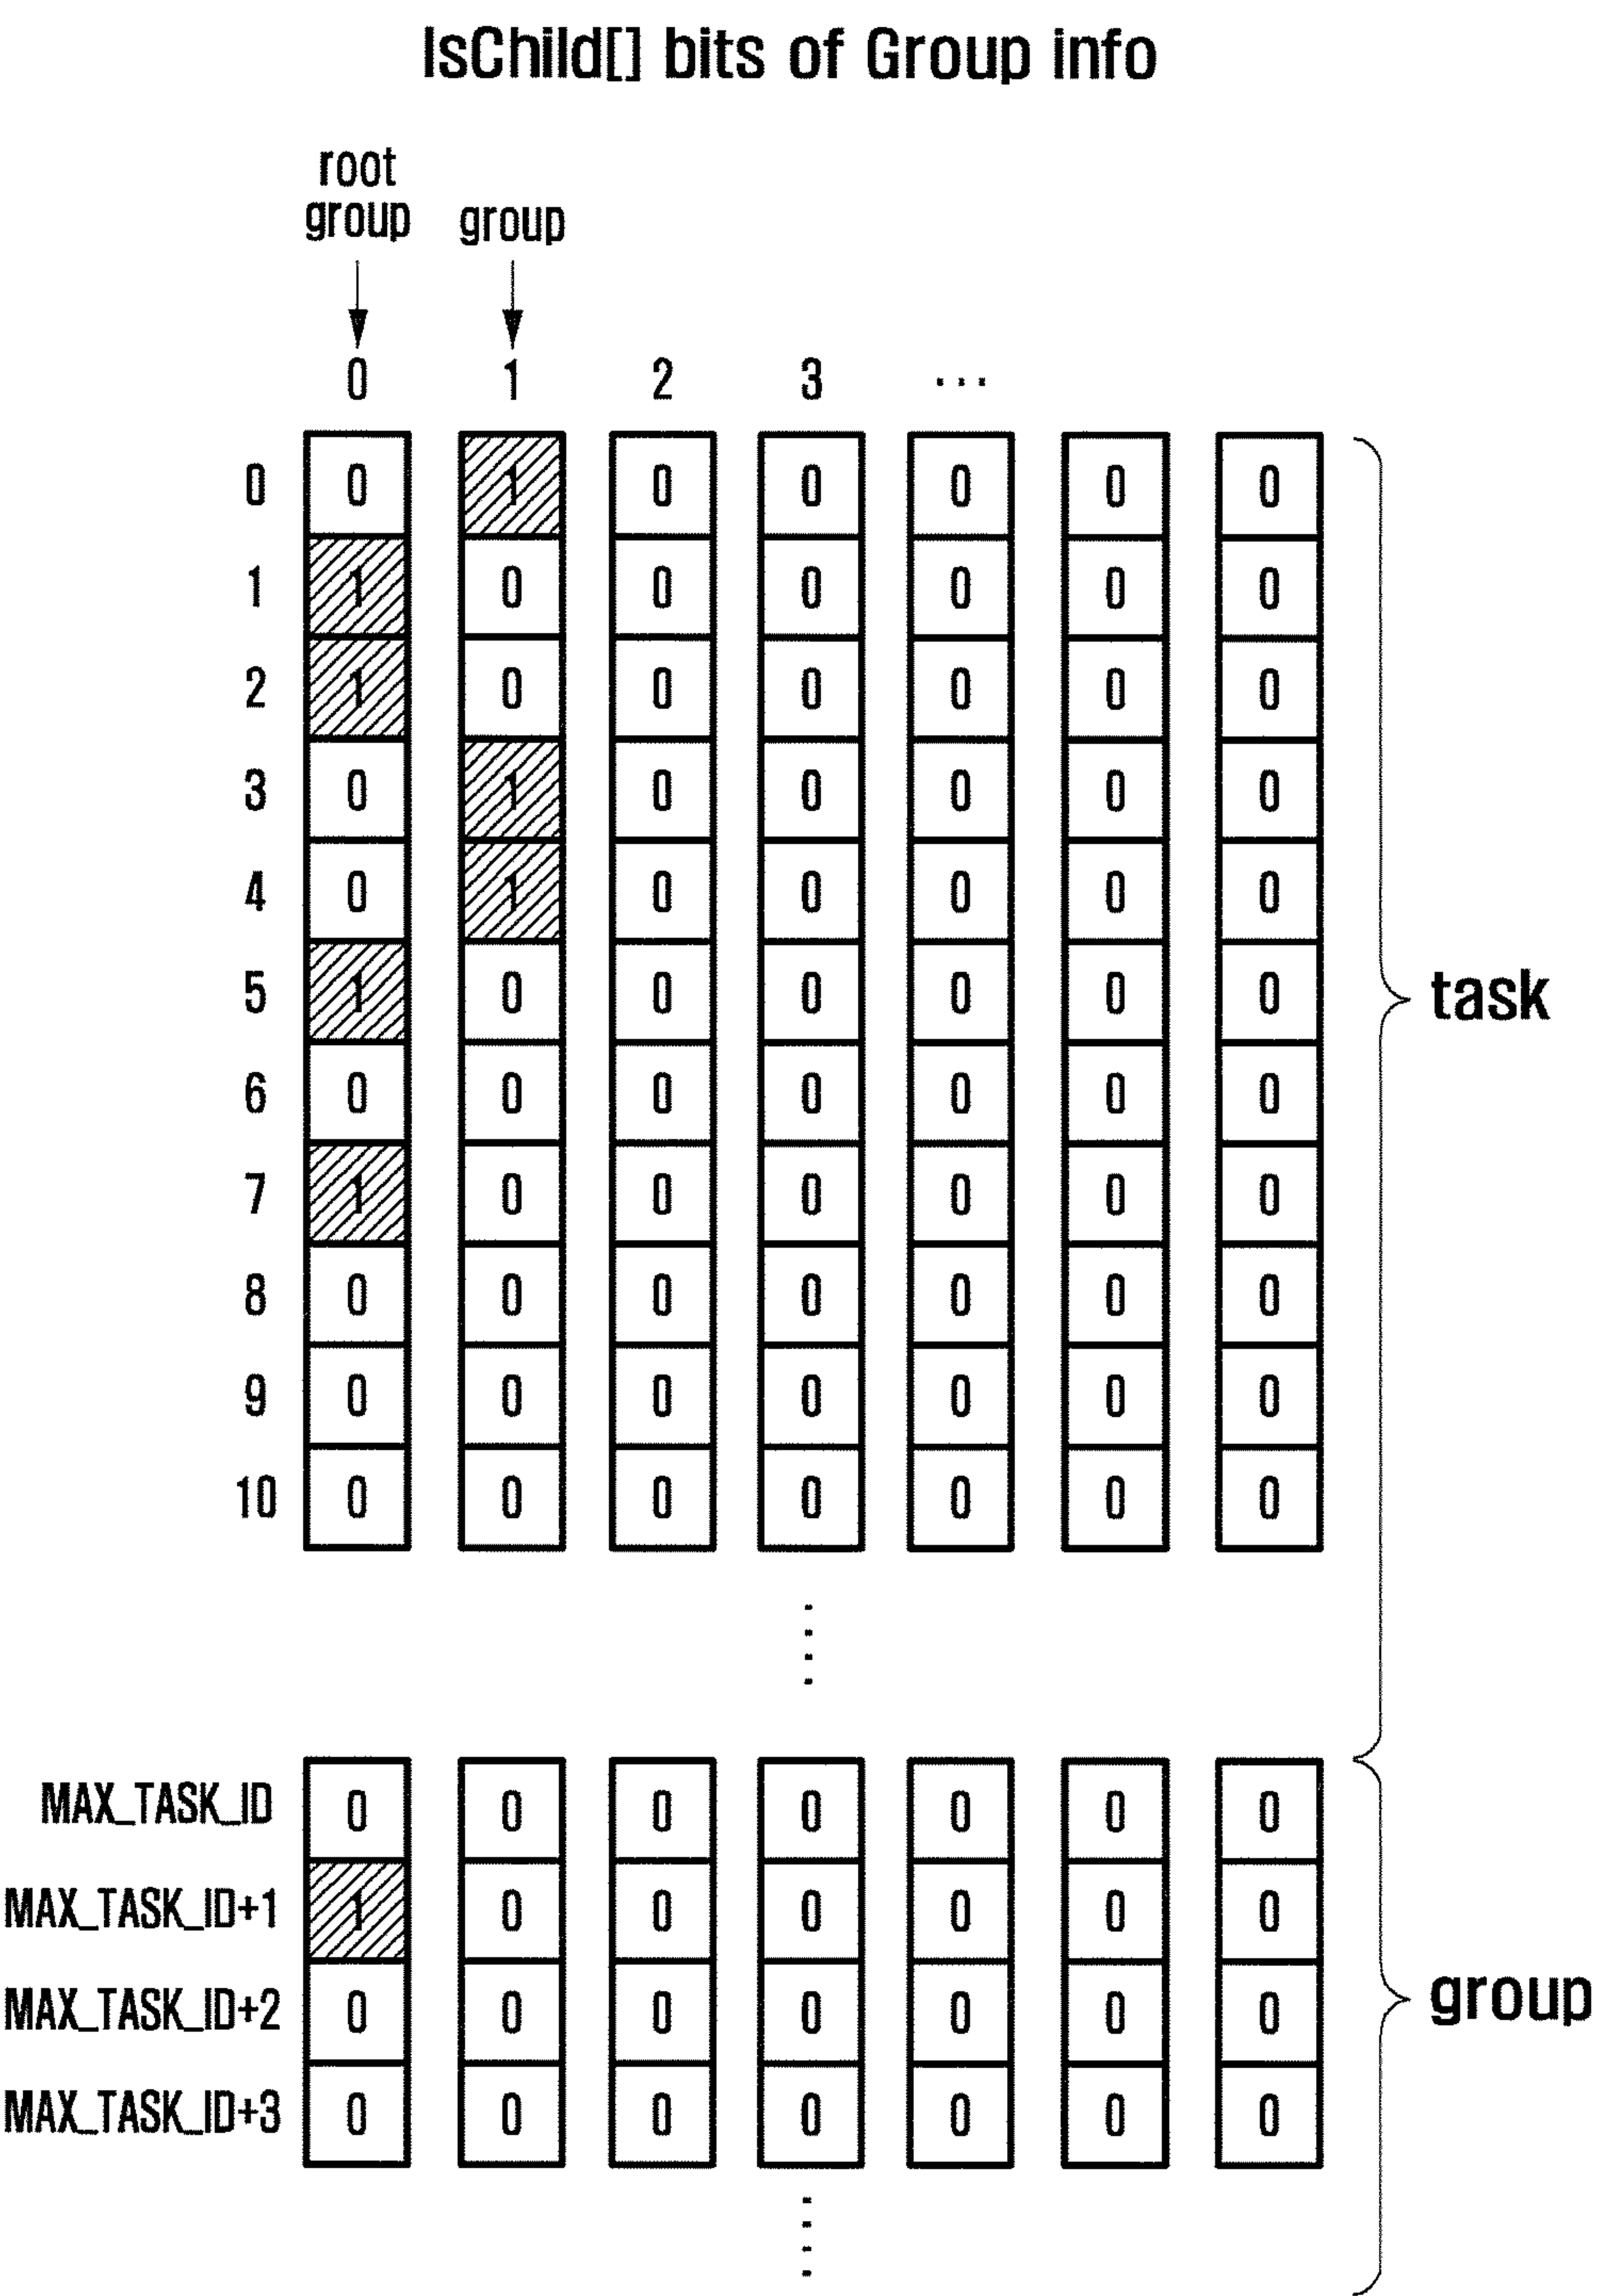 IsChild[] bits of Group info
root
group group
0 1 2 3 ...
0 0 1 0 0 0 0 0
1 1 0 0 0 0 0 0
2 1 0 0 0 0 0 0
3 0 1 0 0 0 0 0
4 0 1 0 0 0 0 0
5 1 0 0 0 0 0 0
task
6 0 0 0 0 0 0 0
7 1 0 0 0 0 0 0
8 0 0 0 0 0 0 0
9 0 0 0 0 0 0 0
10 0 0 0 0 0 0 0
MAX_TASK_ID 0 0 0 0 0 0 0
MAX_TASK_ID+1 1 0 0 0 0 0 0
group
MAX_TASK_ID+2 0 0 0 0 0 0 0
MAX_TASK_ID+3 0 0 0 0 0 0 0